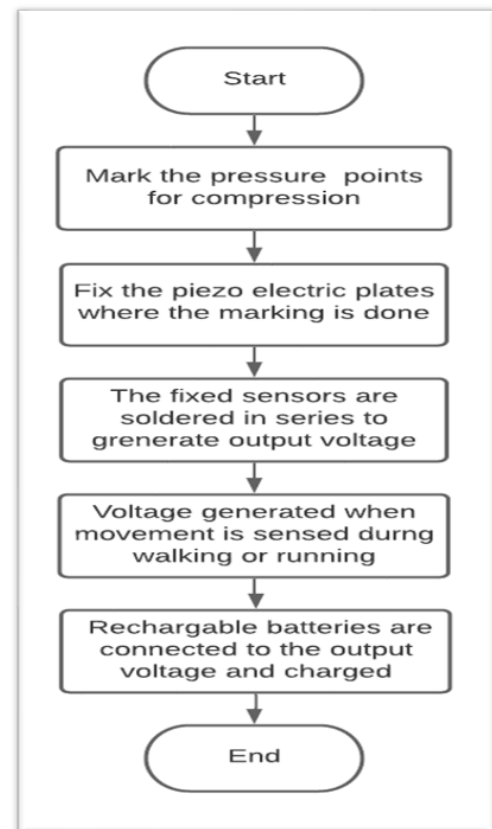 Start
Mark the pressure points
for compression
Fix the piezo electric plates
where the marking is done
The fixed sensors are
soldered in series to
grenerate output voltage
Voltage generated when
movement is sensed durng
walking or running
Rechargable batteries are
connected to the output
voltage and charged
End